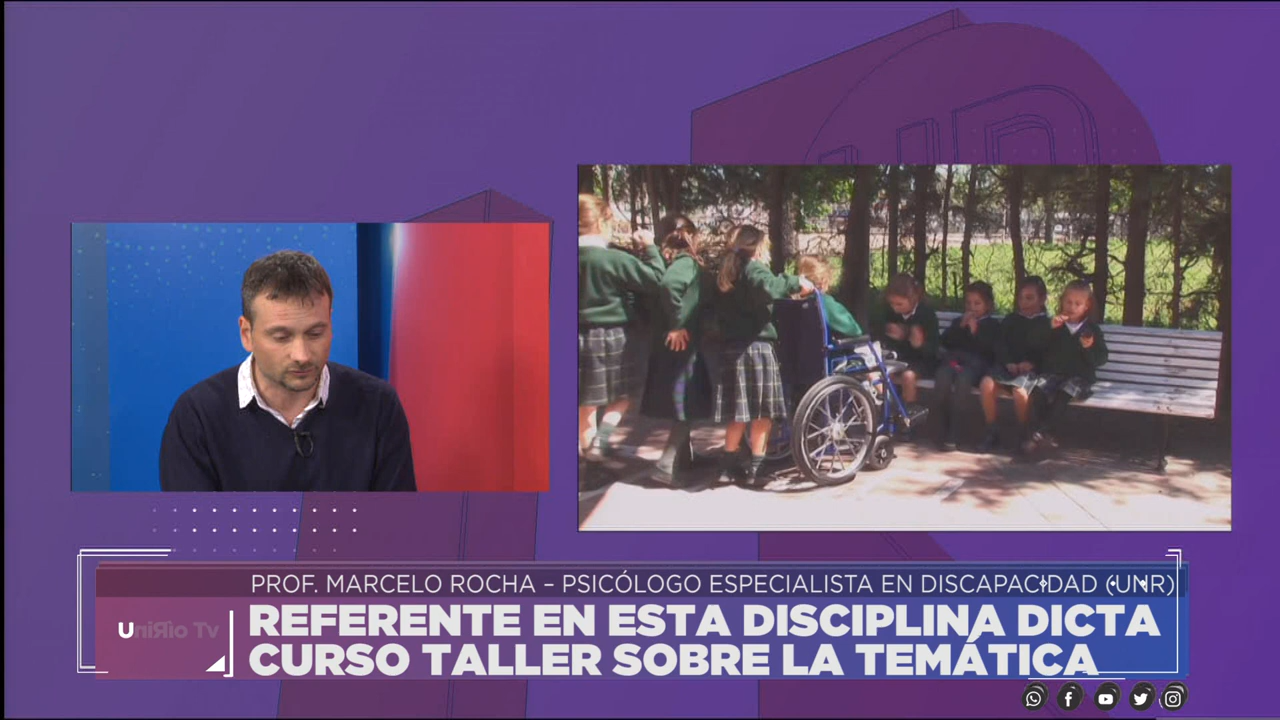 PROF. MARCELO ROCHA – PSICÓLOGO ESPECIALISTA EN DISCAPACIDAD (UNR)
UniRio Tv
REFERENTE EN ESTA DISCIPLINA DICTA
CURSO TALLER SOBRE LA TEMÁTICA